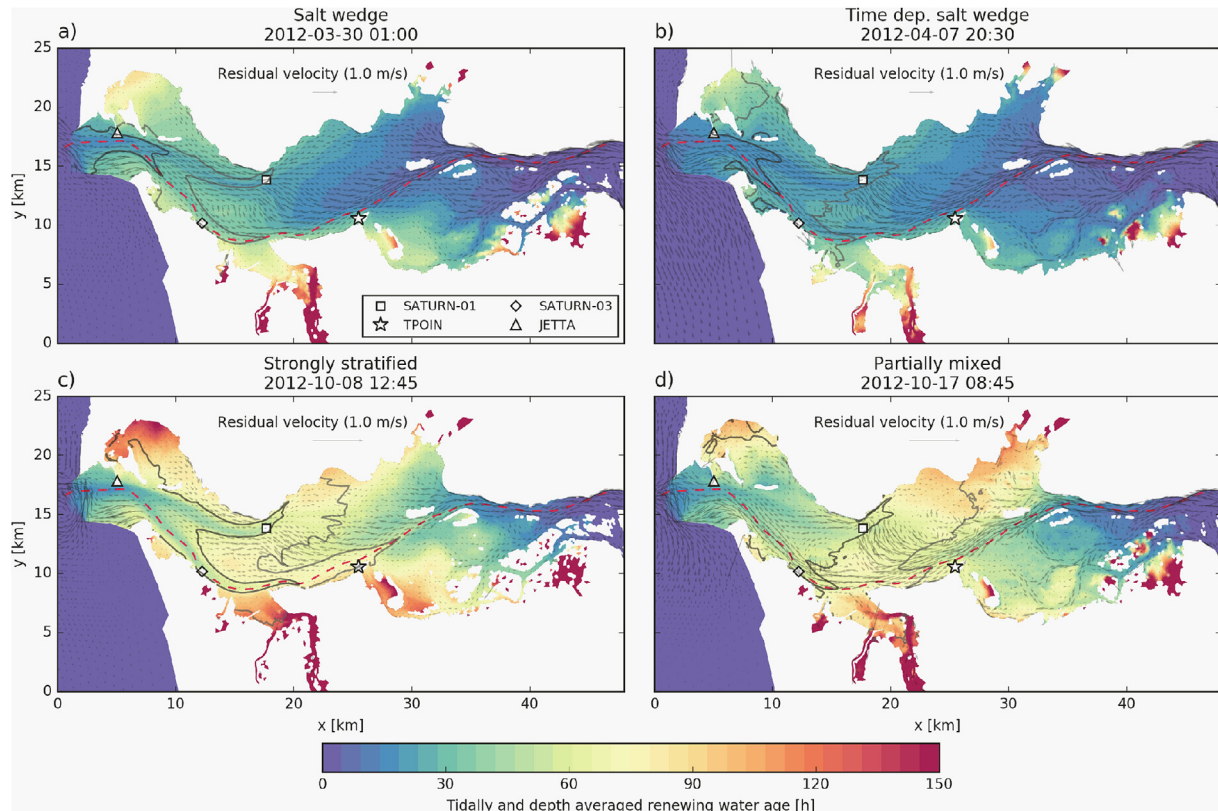 Salt wedge
a) 2012-03-30 01:00
Residual velocity (1.0 m/s)
25
20
15
10
5
0
y [km]
SATURN-01
SATURN-03
TPOIN
JETTA
Time dep. salt wedge
b) 2012-04-07 20:30
Residual velocity (1.0 m/s)
Strongly stratified
c) 2012-10-08 12:45
Residual velocity (1.0 m/s)
25
20
15
10
5
0
y [km]
0 10 20 30 40
x [km]
Partially mixed
d) 2012-10-17 08:45
Residual velocity (1.0 m/s)
0 10 20 30 40
x [km]
0 30 60 90 120 150
Tidally and depth averaged renewing water age [h]